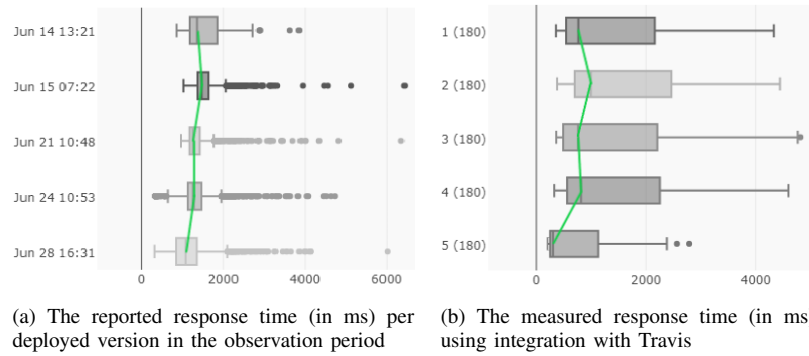 Jun 14 13:21
Jun 15 07:22
Jun 21 10:48
Jun 24 10:53
Jun 28 16:31
0 2000 4000 6000
1 (180)
2 (180)
3 (180)
4 (180)
5 (180)
0 2000 4000
(a) The reported response time (in ms) per
deployed version in the observation period
(b) The measured response time (in ms
using integration with Travis